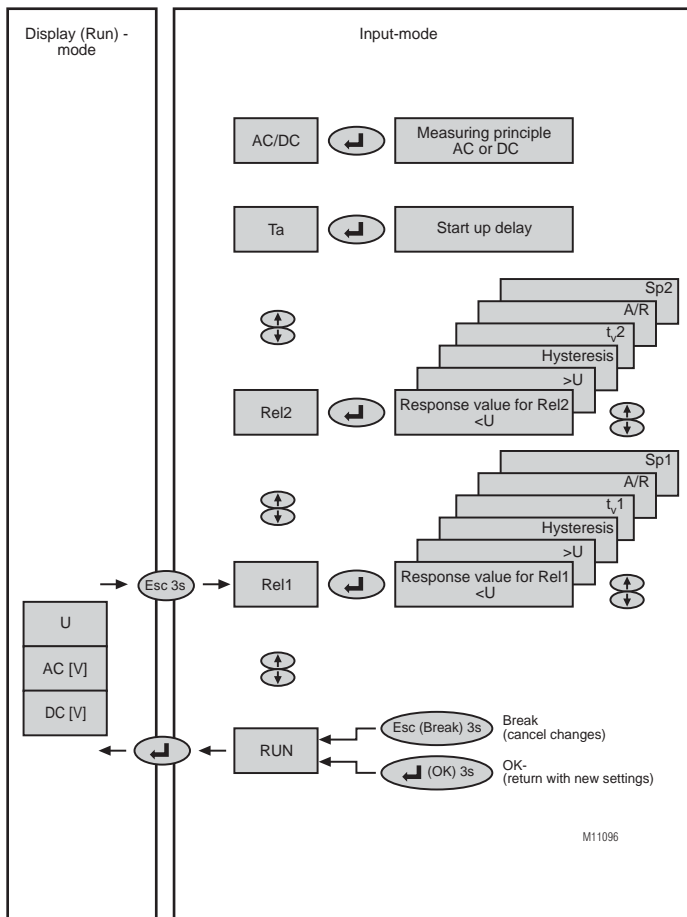 Display (Run) -
mode
Input-mode
AC/DC
Measuring principle
AC or DC
Ta
Start up delay
Sp2
A/R
tv2
Hysteresis
>U
Rel2
Response value for Rel2
<U
Sp1
A/R
tv1
Hysteresis
>U
Esc 3s
Rel1
Response value for Rel1
<U
U
AC [V]
DC [V]
RUN
Esc (Break) 3s
Break
(cancel changes)
(OK) 3s
OK-
(return with new settings)
M11096